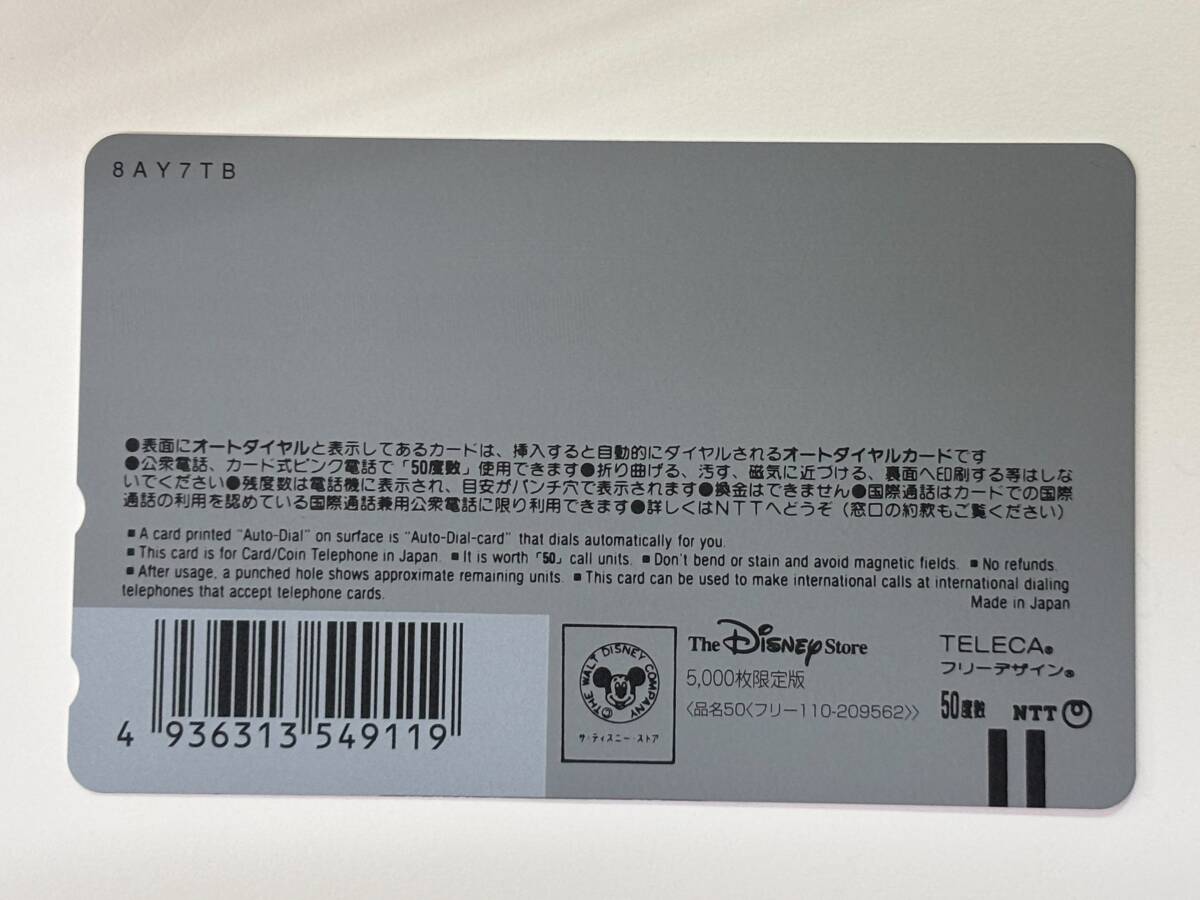 8AY7TB
●表面にオートダイヤルと表示してあるカードは、挿入すると自動的にダイヤルされるオートダイヤルカードです
●公衆電話、カード式ピンク電話で「50度数」使用できます●折り曲げる、汚す、磁気に近づける、裏面へ印刷する等はしな
いでください●残度数は電話機に表示され、目安がパンチ穴で表示されます●換金はできません●国際通話はカードでの国際
通話の利用を認めている国際通話兼用公衆電話に限り利用できます●詳しくはNTTへどうぞ(窓口の約款もご覧ください)
■A card printed "Auto-Dial" on surface is "Auto-Dial-card" that dials automatically for you.
■This card is for Card/Coin Telephone in Japan. ■It is worth「50」call units. ■Don't bend or stain and avoid magnetic fields. ■No refunds.
■After usage, a punched hole shows approximate remaining units. ■This card can be used to make international calls at international dialing
telephones that accept telephone cards.
Made in Japan
4 936313 549119
©THE WALT DISNEY COMPANY
ザ・ディズニー・ストア
The Disney Store
5,000枚限定版
〈品名50〈フリー110-209562〉〉
TELECA®
フリーデザイン®
50度数 NTT